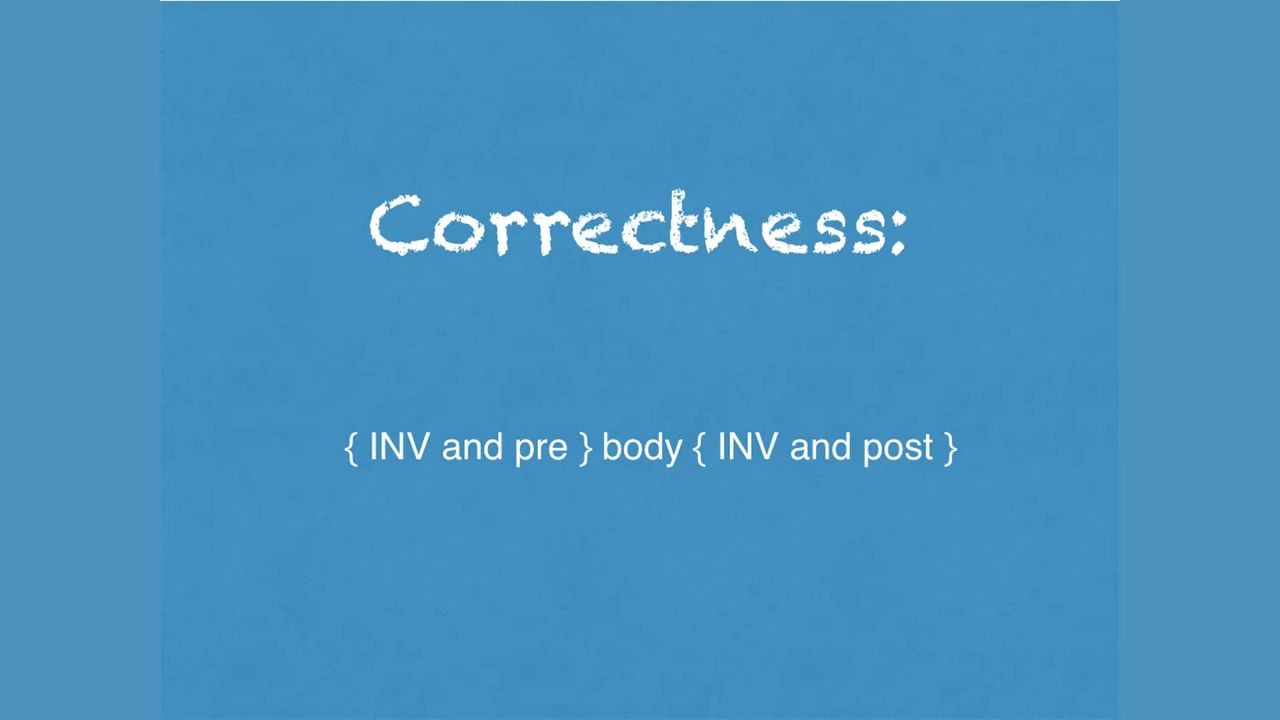 Correctness:
{ INV and pre } body { INV and post }